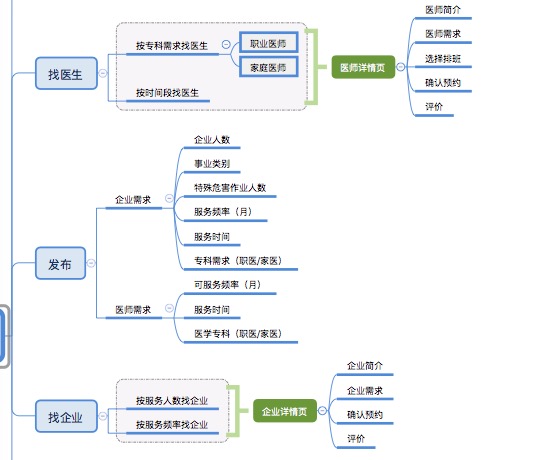 找医生
按专科需求找医生
职业医师
家庭医师
按时间段找医生
医师详情页
医师简介
医师需求
选择排班
确认预约
评价
发布
企业需求
企业人数
事业类别
特殊危害作业人数
服务频率（月）
服务时间
专科需求（职医/家医）
医师需求
可服务频率（月）
服务时间
医学专科（职医/家医）
找企业
按服务人数找企业
按服务频率找企业
企业详情页
企业简介
企业需求
确认预约
评价